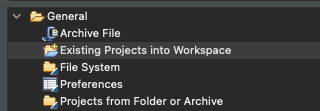 General
Archive File
Existing Projects into Workspace
File System
Preferences
Projects from Folder or Archive